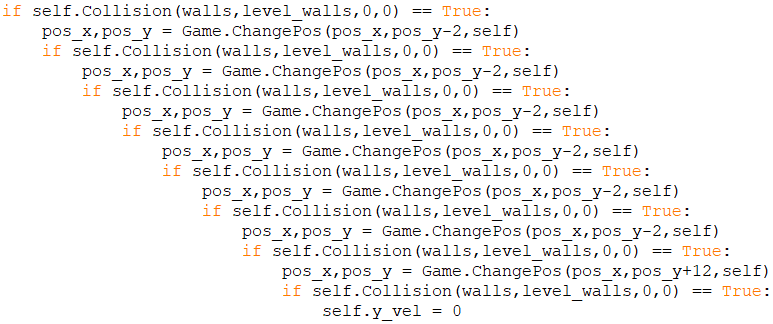 if self.Collision(walls,level_walls,0,0) == True:
    pos_x,pos_y = Game.ChangePos(pos_x,pos_y-2,self)
    if self.Collision(walls,level_walls,0,0) == True:
        pos_x,pos_y = Game.ChangePos(pos_x,pos_y-2,self)
        if self.Collision(walls,level_walls,0,0) == True:
            pos_x,pos_y = Game.ChangePos(pos_x,pos_y-2,self)
            if self.Collision(walls,level_walls,0,0) == True:
                pos_x,pos_y = Game.ChangePos(pos_x,pos_y-2,self)
                if self.Collision(walls,level_walls,0,0) == True:
                    pos_x,pos_y = Game.ChangePos(pos_x,pos_y-2,self)
                    if self.Collision(walls,level_walls,0,0) == True:
                        pos_x,pos_y = Game.ChangePos(pos_x,pos_y-2,self)
                        if self.Collision(walls,level_walls,0,0) == True:
                            pos_x,pos_y = Game.ChangePos(pos_x,pos_y+12,self)
                            if self.Collision(walls,level_walls,0,0) == True:
                                self.y_vel = 0